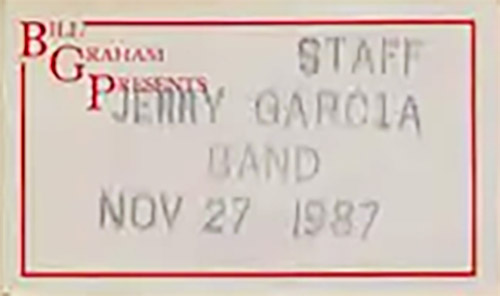 BILL
GRAHAM
PRESENTS
STAFF
JERRY GARCIA
BAND
NOV 27 1987